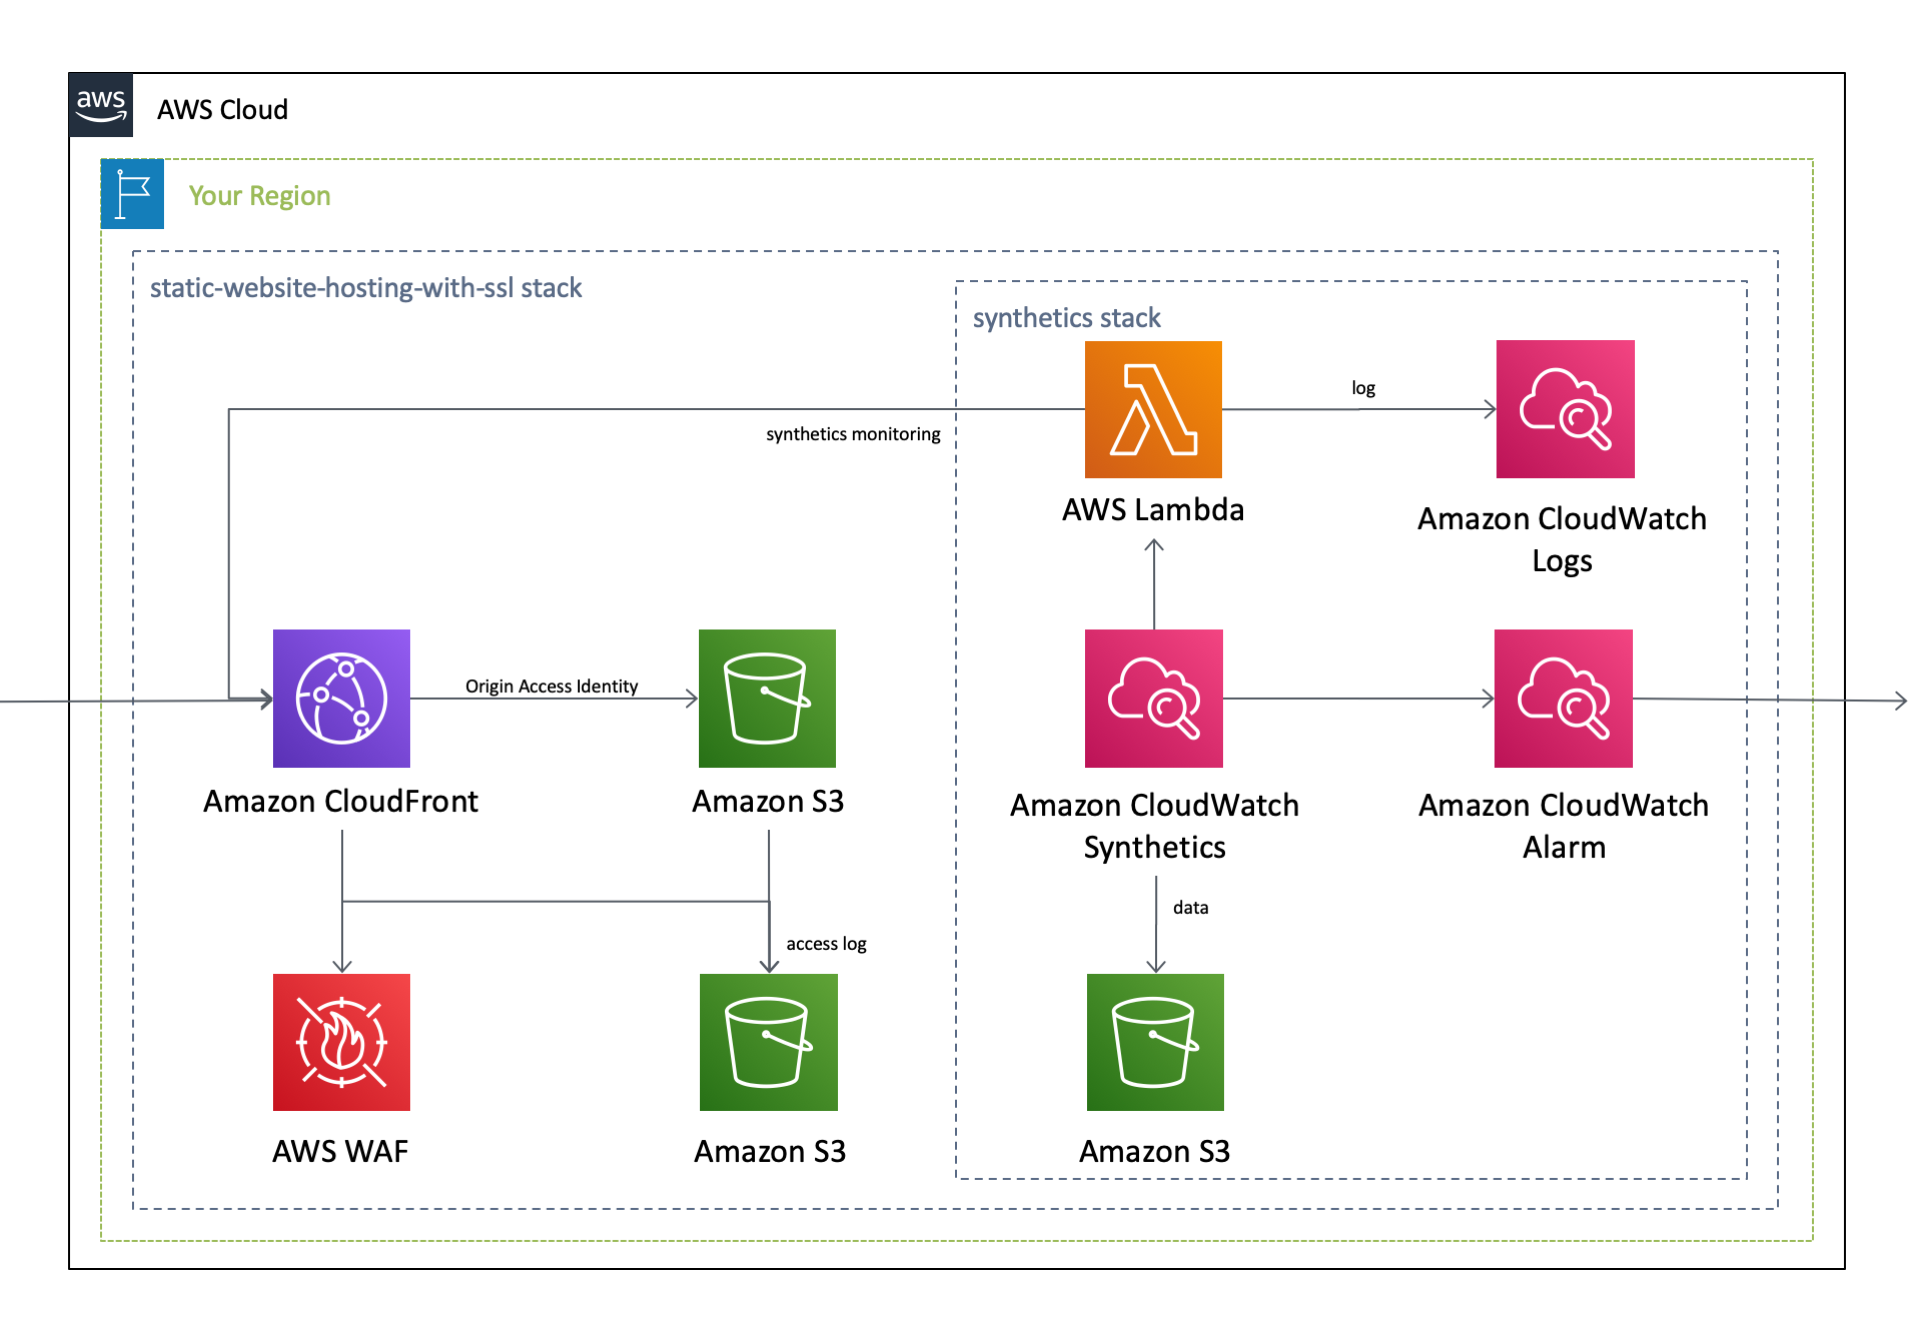 aws
AWS Cloud
Your Region
static-website-hosting-with-ssl stack
synthetics stack
log
synthetics monitoring
AWS Lambda
Amazon CloudWatch
Logs
Origin Access Identity
Amazon CloudFront
Amazon S3
Amazon CloudWatch
Synthetics
Amazon CloudWatch
Alarm
data
access log
AWS WAF
Amazon S3
Amazon S3